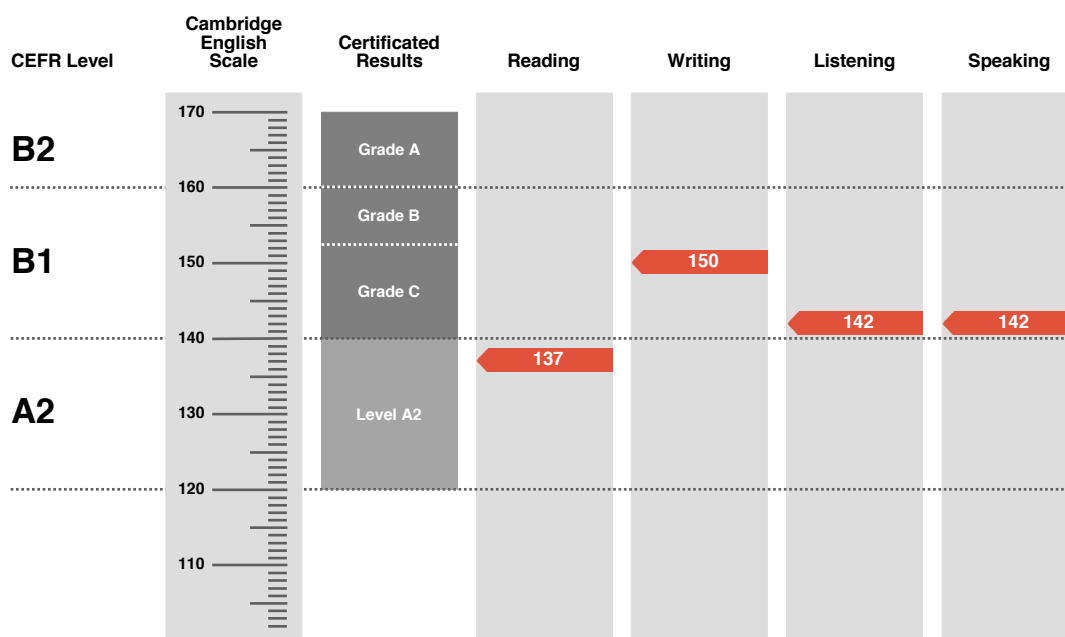 CEFR Level
Cambridge
English
Scale
Certificated
Results
Reading
Writing
Listening
Speaking
170
B2
Grade A
160
Grade B
B1
150
150
Grade C
142
142
140
137
A2
130
Level A2
120
110